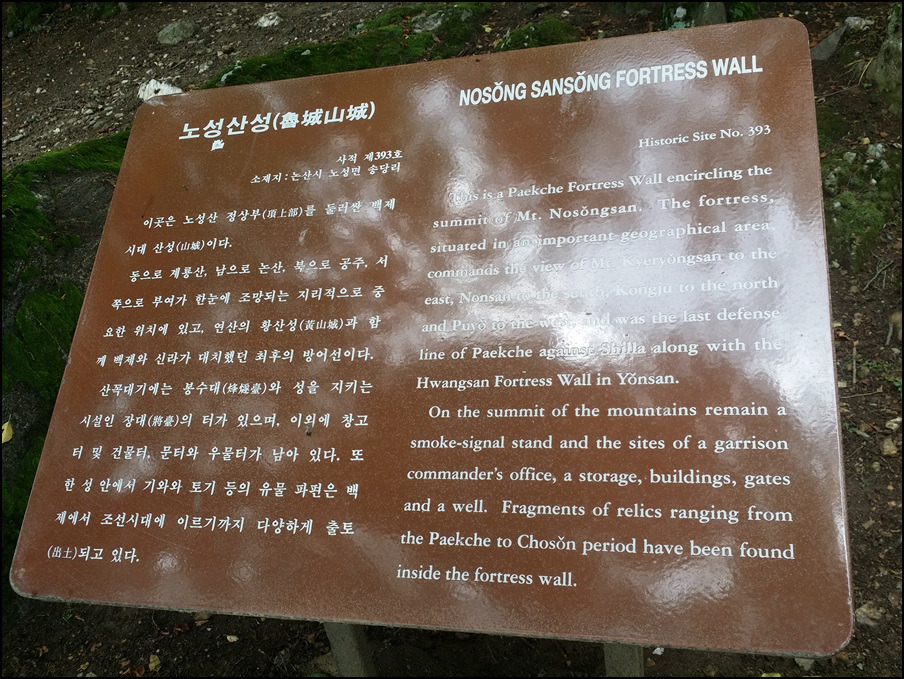 노성산성(魯城山城)
사적 제393호
소재지 : 논산시 노성면 송당리
이곳은 노성산 정상부(頂上部)를 둘러싼 백제
시대 산성(山城)이다.
동으로 계룡산, 남으로 논산, 북으로 공주, 서
쪽으로 부여가 한눈에 조망되는 지리적으로 중
요한 위치에 있고, 연산의 황산성(黃山城)과 함
께 백제와 신라가 대치했던 최후의 방어선이다.
산꼭대기에는 봉수대(烽燧臺)와 성을 지키는
시설인 장대(將臺)의 터가 있으며, 이외에 창고
터 및 건물터, 문터와 우물터가 남아 있다. 또
한 성 안에서 기와와 토기 등의 유물 파편은 백
제에서 조선시대에 이르기까지 다양하게 출토
(出土)되고 있다.
NOSŎNG SANSŎNG FORTRESS WALL
Historic Site No. 393
This is a Paekche Fortress Wall encircling the
summit of Mt. Nosŏngsan. The fortress,
situated in an important geographical area,
commands the view of Mt. Kyeryongsan to the
east, Nonsan to the south, Kongju to the north
and Puyŏ to the west and was the last defense
line of Paekche against Shilla along with the
Hwangsan Fortress Wall in Yŏnsan.
On the summit of the mountains remain a
smoke-signal stand and the sites of a garrison
commander's office, a storage, buildings, gates
and a well. Fragments of relics ranging from
the Paekche to Chosŏn period have been found
inside the fortress wall.